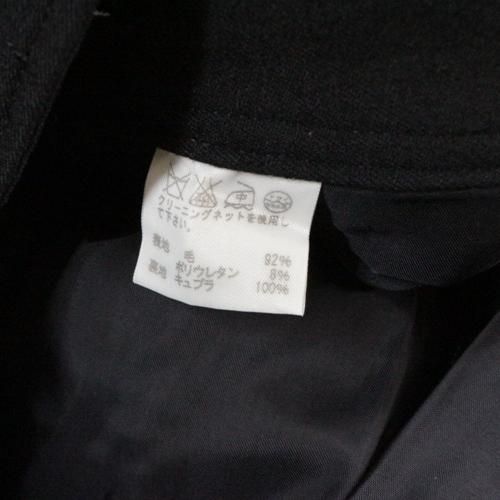 中
クリーニングネットを使用し
て下さい。
表地 毛 92%
ポリウレタン 8%
裏地 キュプラ 100%